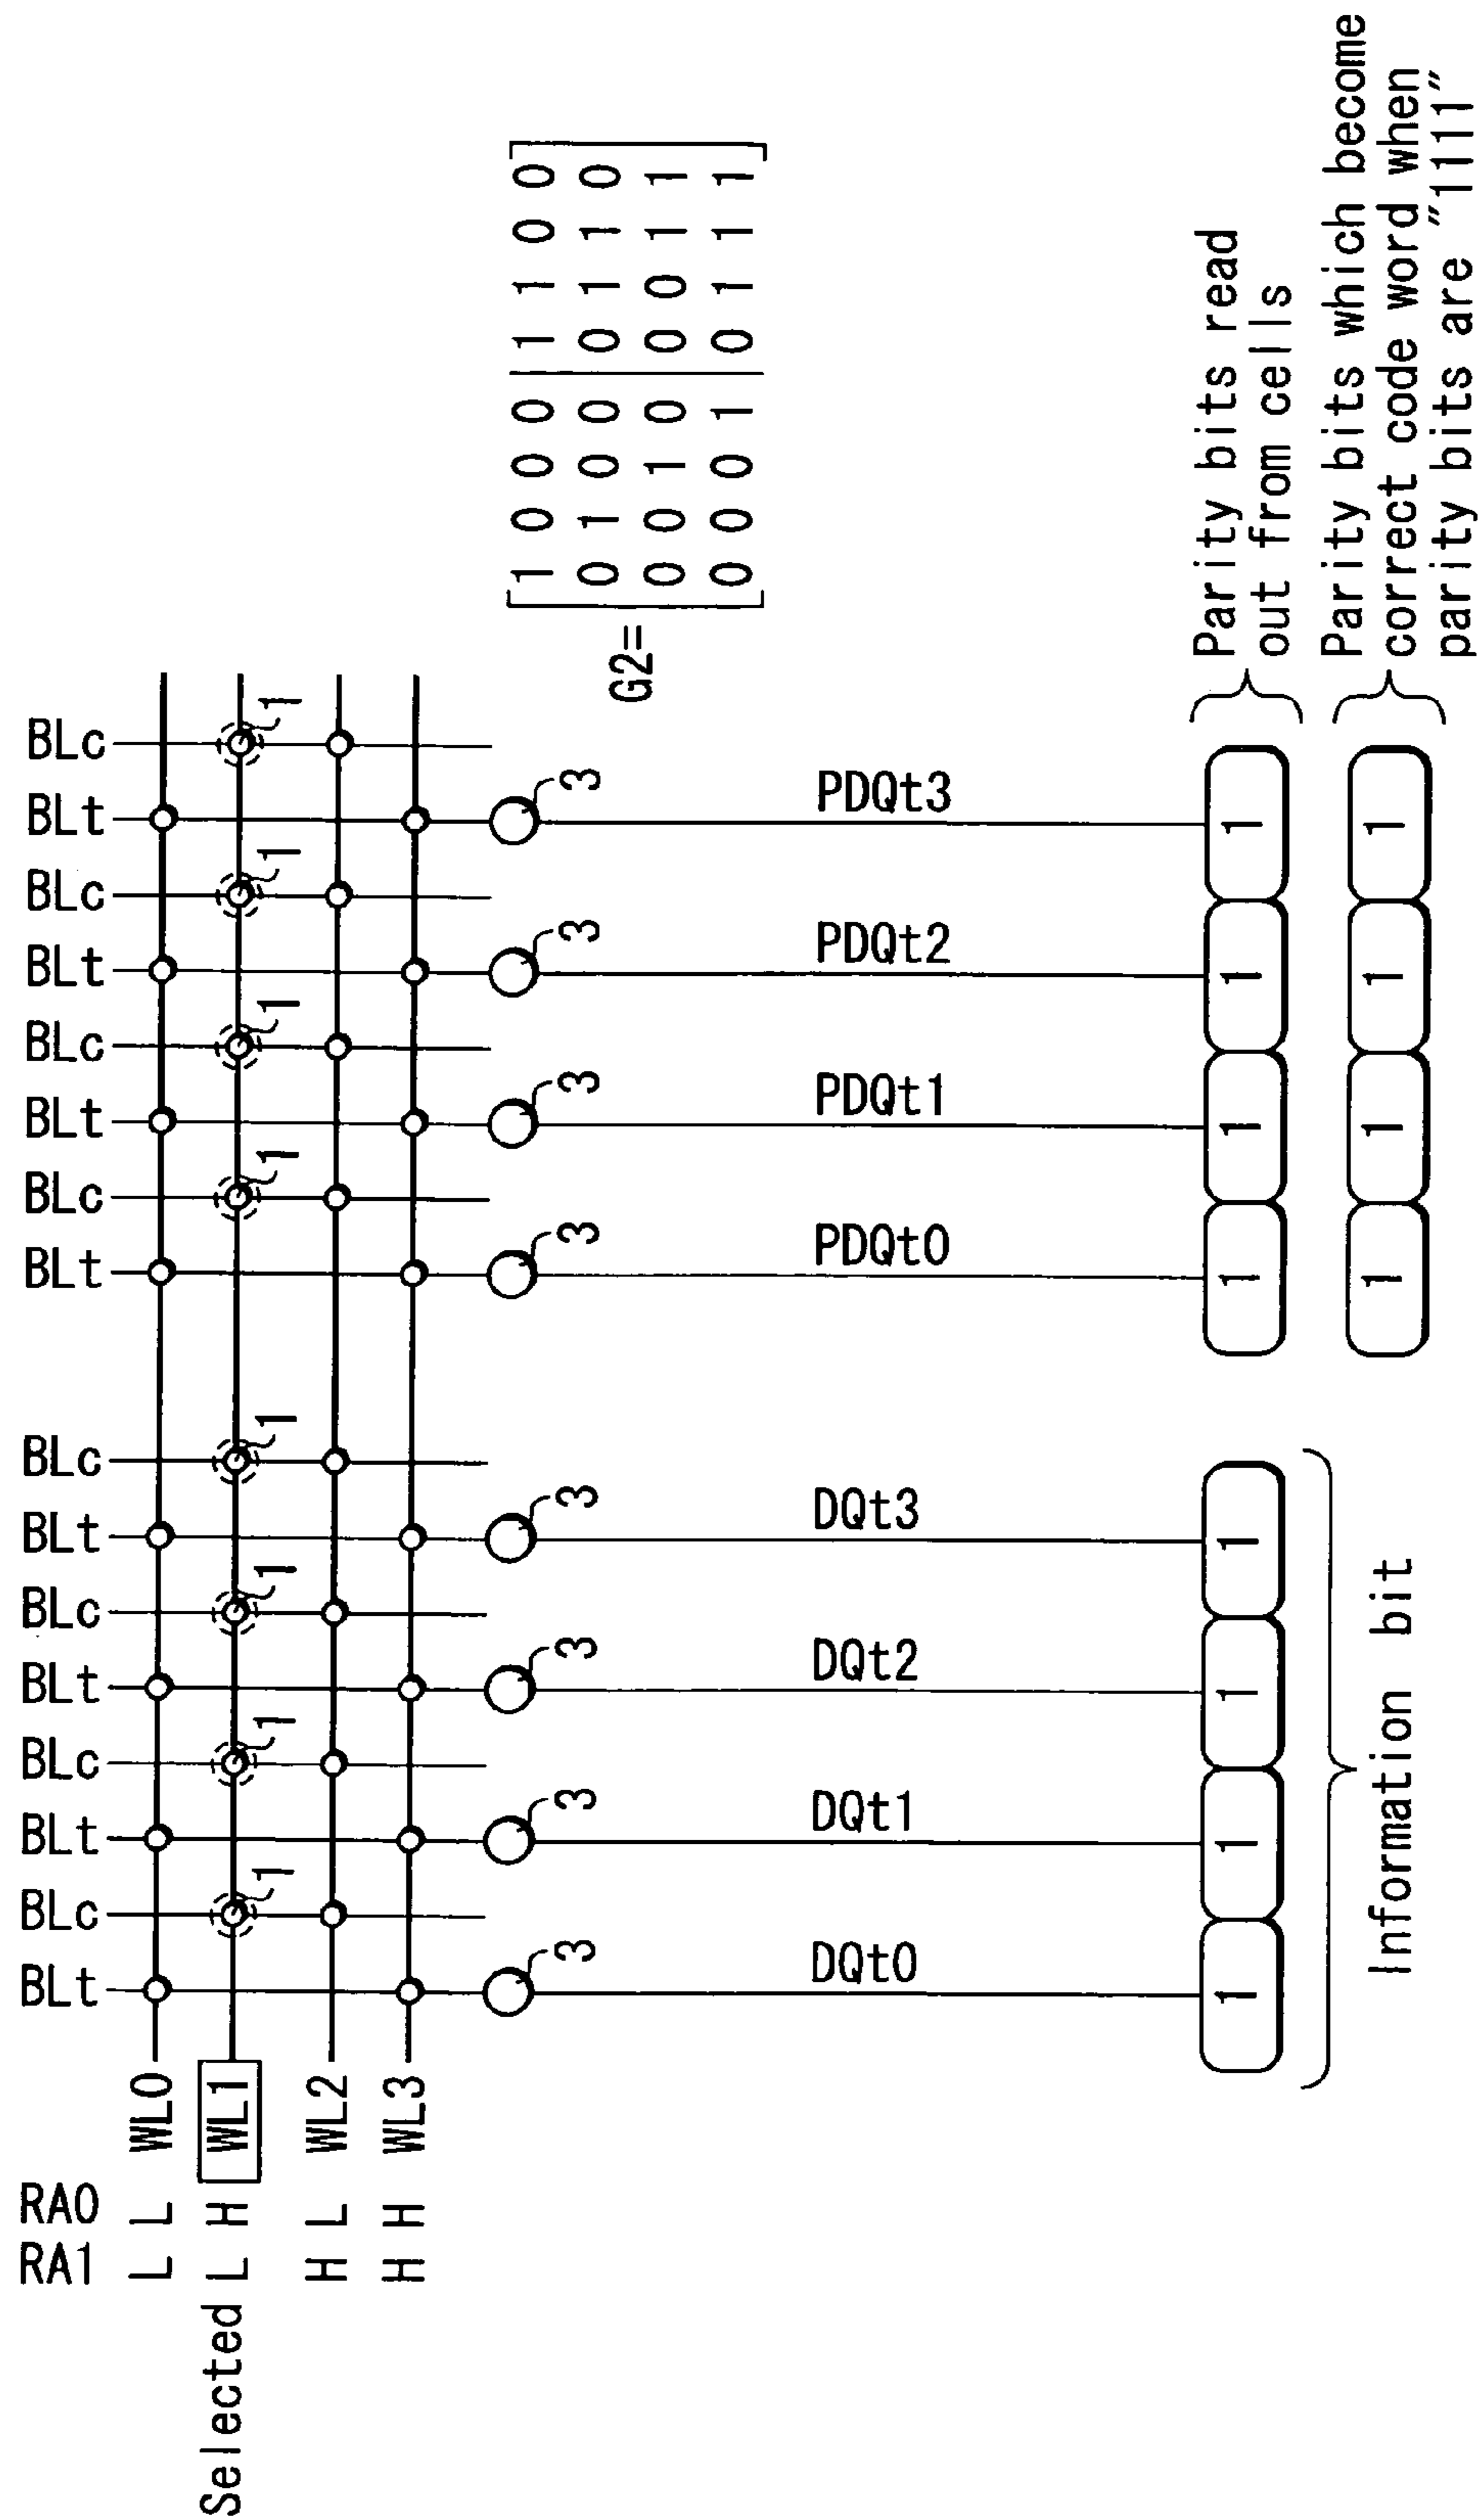 RA1 RA0
BLt BLc BLt BLc BLt BLc BLt BLc BLt BLc BLt BLc BLt BLc BLt BLc
L L WL0
Selected L H WL1
1 1 1 1 1 1 1 1
H L WL2
H H WL3
3 3 3 3 3 3 3 3
G2=
1 0 0 0 1 1 0 0
0 1 0 0 0 1 1 0
0 0 1 0 0 0 1 1
0 0 0 1 0 1 1 1
DQt0 DQt1 DQt2 DQt3 PDQt0 PDQt1 PDQt2 PDQt3
1 1 1 1 1 1 1 1
Parity bits read
out from cells
Information bit
1 1 1 1
Parity bits which become
correct code word when
parity bits are "1111"